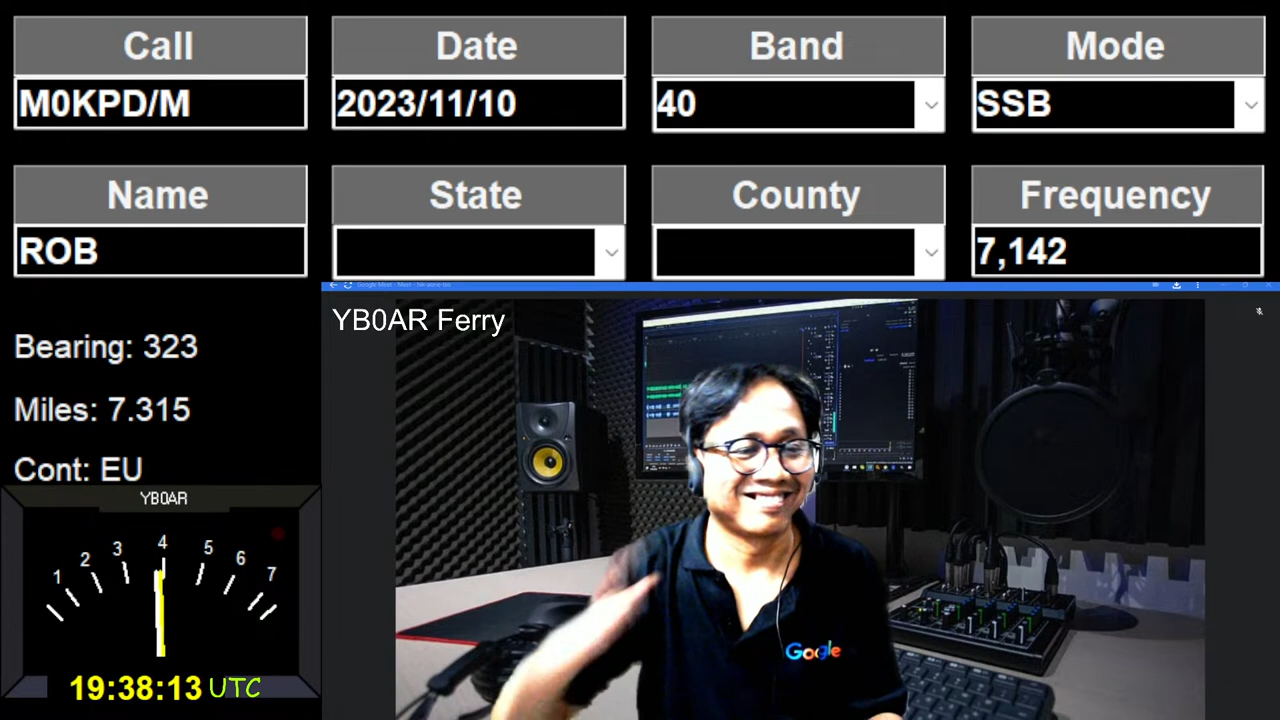 Call
Date
Band
Mode
M0KPD/M
2023/11/10
40
SSB
Name
State
County
Frequency
ROB
7,142
YB0AR Ferry
Bearing: 323
Miles: 7.315
Cont: EU
YB0AR
1 2 3 4 5 6 7
19:38:13 UTC
Google